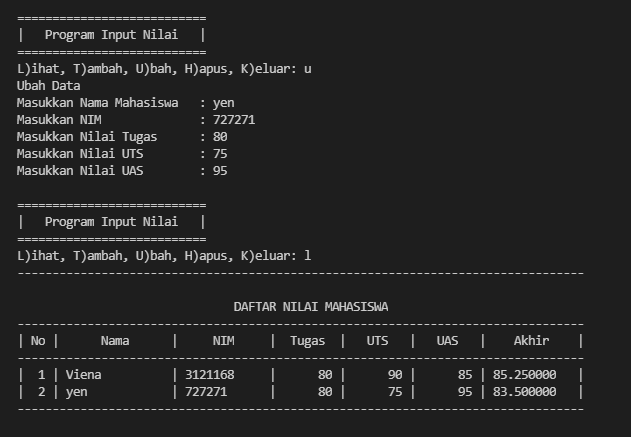 ===========================
|   Program Input Nilai   |
===========================
L)ihat, T)ambah, U)bah, H)apus, K)eluar: u
Ubah Data
Masukkan Nama Mahasiswa   : yen
Masukkan NIM              : 727271
Masukkan Nilai Tugas      : 80
Masukkan Nilai UTS        : 75
Masukkan Nilai UAS        : 95
===========================
|   Program Input Nilai   |
===========================
L)ihat, T)ambah, U)bah, H)apus, K)eluar: l
---------------------------------------------------------------------------------
                               DAFTAR NILAI MAHASISWA
---------------------------------------------------------------------------------
| No |      Nama      |     NIM     |  Tugas  |   UTS   |   UAS   |    Akhir    |
---------------------------------------------------------------------------------
|  1 | Viena          | 3121168     |      80 |      90 |      85 | 85.250000   |
|  2 | yen            | 727271      |      80 |      75 |      95 | 83.500000   |
---------------------------------------------------------------------------------